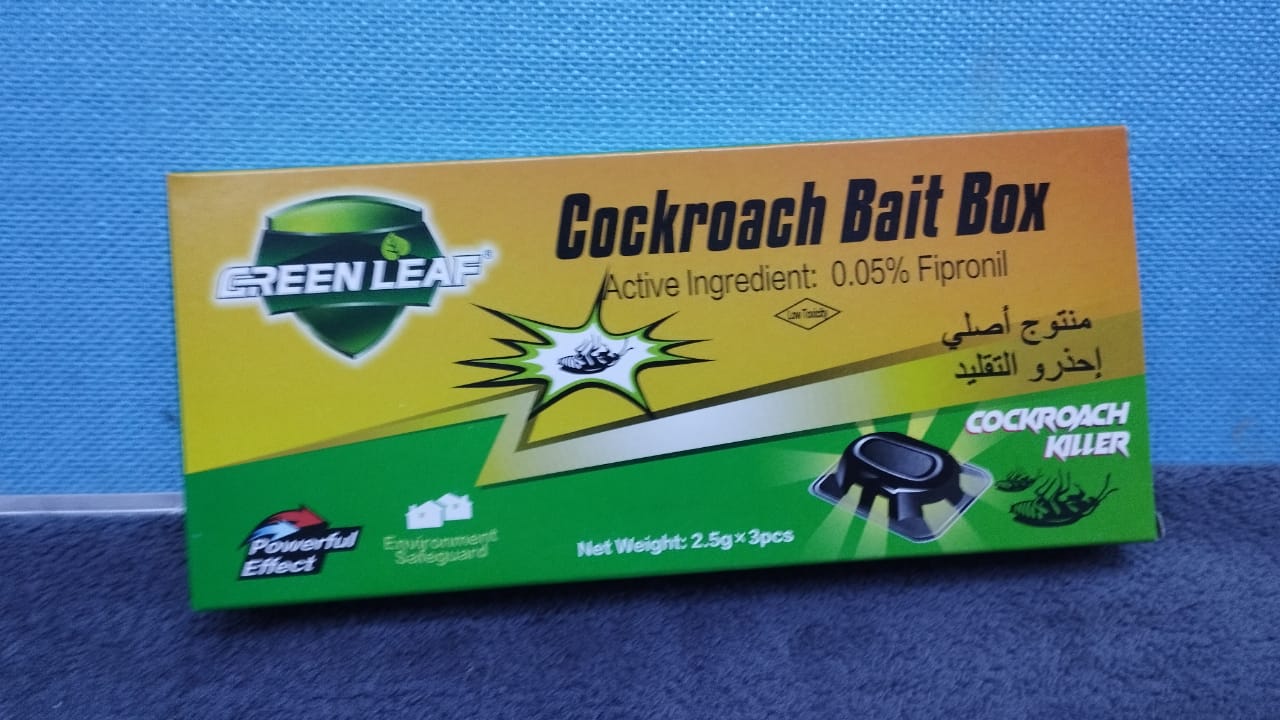 GREEN LEAF®
Cockroach Bait Box
Active Ingredient: 0.05% Fipronil
Low Toxicity
منتوج أصلي
إحذرو التقليد
COCKROACH
KILLER
Powerful
Effect
Environment
Safeguard
Net Weight: 2.5g×3pcs